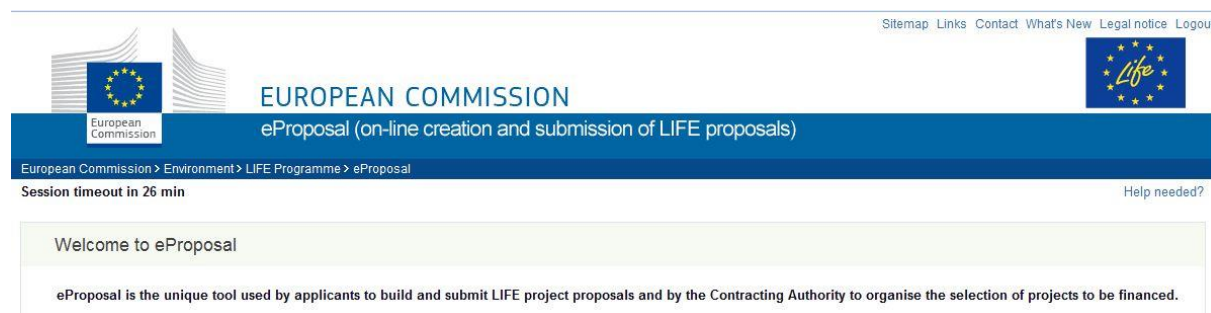 Sitemap Links Contact What's New Legal notice Logou
Life
EUROPEAN COMMISSION
European
Commission
eProposal (on-line creation and submission of LIFE proposals)
European Commission > Environment > LIFE Programme > eProposal
Session timeout in 26 min
Help needed?
Welcome to eProposal
eProposal is the unique tool used by applicants to build and submit LIFE project proposals and by the Contracting Authority to organise the selection of projects to be financed.